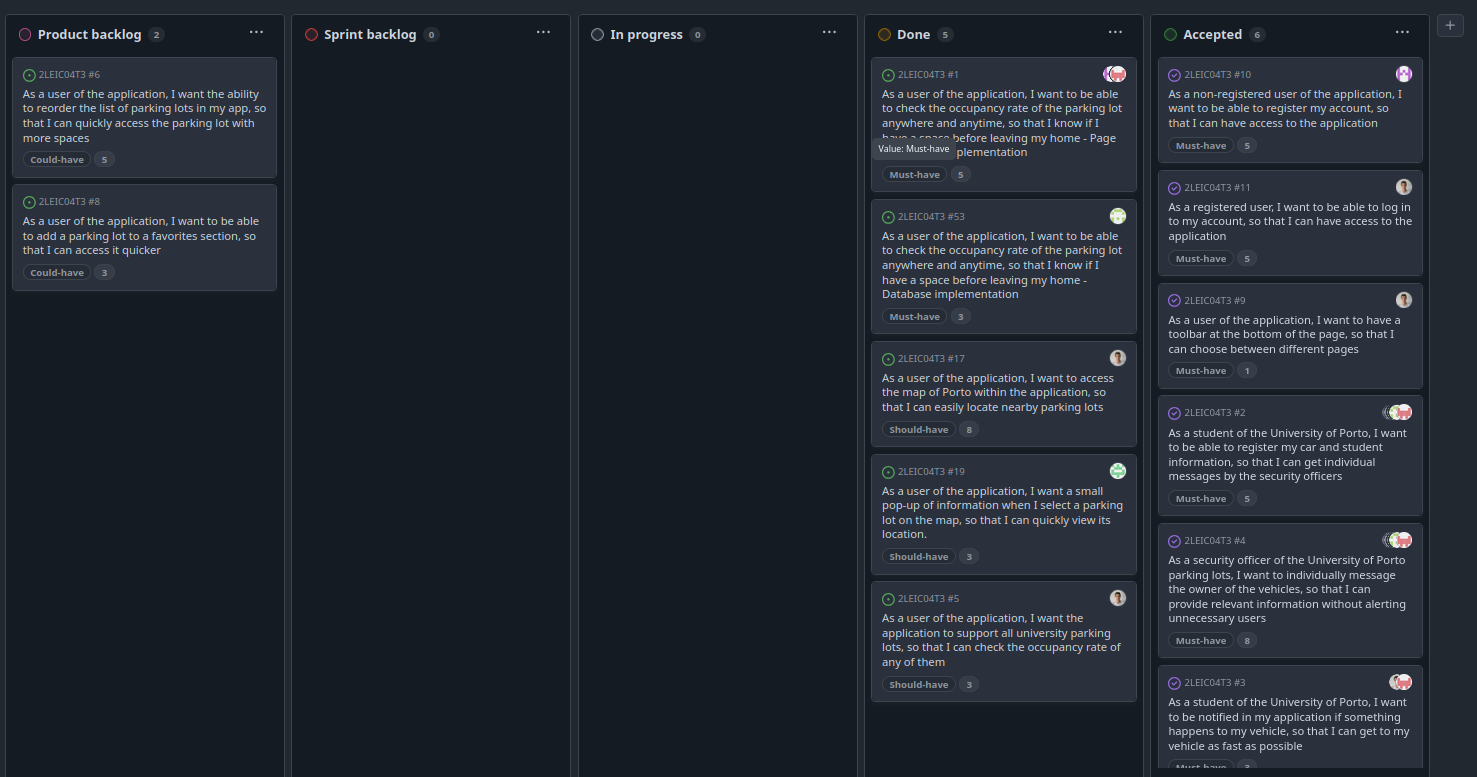 Product backlog 2 ...
2LEIC04T3 #6
As a user of the application, I want the ability
to reorder the list of parking lots in my app, so
that I can quickly access the parking lot with
more spaces
Could-have 5
2LEIC04T3 #8
As a user of the application, I want to be able
to add a parking lot to a favorites section, so
that I can access it quicker
Could-have 3
Sprint backlog 0 ...
In progress 0 ...
Done 5 ...
2LEIC04T3 #1
As a user of the application, I want to be able
to check the occupancy rate of the parking lot
anywhere and anytime, so that I know if I
have a space before leaving my home - Page
Value: Must-have
plementation
Must-have 5
2LEIC04T3 #53
As a user of the application, I want to be able
to check the occupancy rate of the parking lot
anywhere and anytime, so that I know if I
have a space before leaving my home -
Database implementation
Must-have 3
2LEIC04T3 #17
As a user of the application, I want to access
the map of Porto within the application, so
that I can easily locate nearby parking lots
Should-have 8
2LEIC04T3 #19
As a user of the application, I want a small
pop-up of information when I select a parking
lot on the map, so that I can quickly view its
location.
Should-have 3
2LEIC04T3 #5
As a user of the application, I want the
application to support all university parking
lots, so that I can check the occupancy rate of
any of them
Should-have 3
Accepted 6 ...
2LEIC04T3 #10
As a non-registered user of the application, I
want to be able to register my account, so
that I can have access to the application
Must-have 5
2LEIC04T3 #11
As a registered user, I want to be able to log in
to my account, so that I can have access to the
application
Must-have 5
2LEIC04T3 #9
As a user of the application, I want to have a
toolbar at the bottom of the page, so that I
can choose between different pages
Must-have 1
2LEIC04T3 #2
As a student of the University of Porto, I want
to be able to register my car and student
information, so that I can get individual
messages by the security officers
Must-have 5
2LEIC04T3 #4
As a security officer of the University of Porto
parking lots, I want to individually message
the owner of the vehicles, so that I can
provide relevant information without alerting
unnecessary users
Must-have 8
2LEIC04T3 #3
As a student of the University of Porto, I want
to be notified in my application if something
happens to my vehicle, so that I can get to my
vehicle as fast as possible
Must-have 3
+